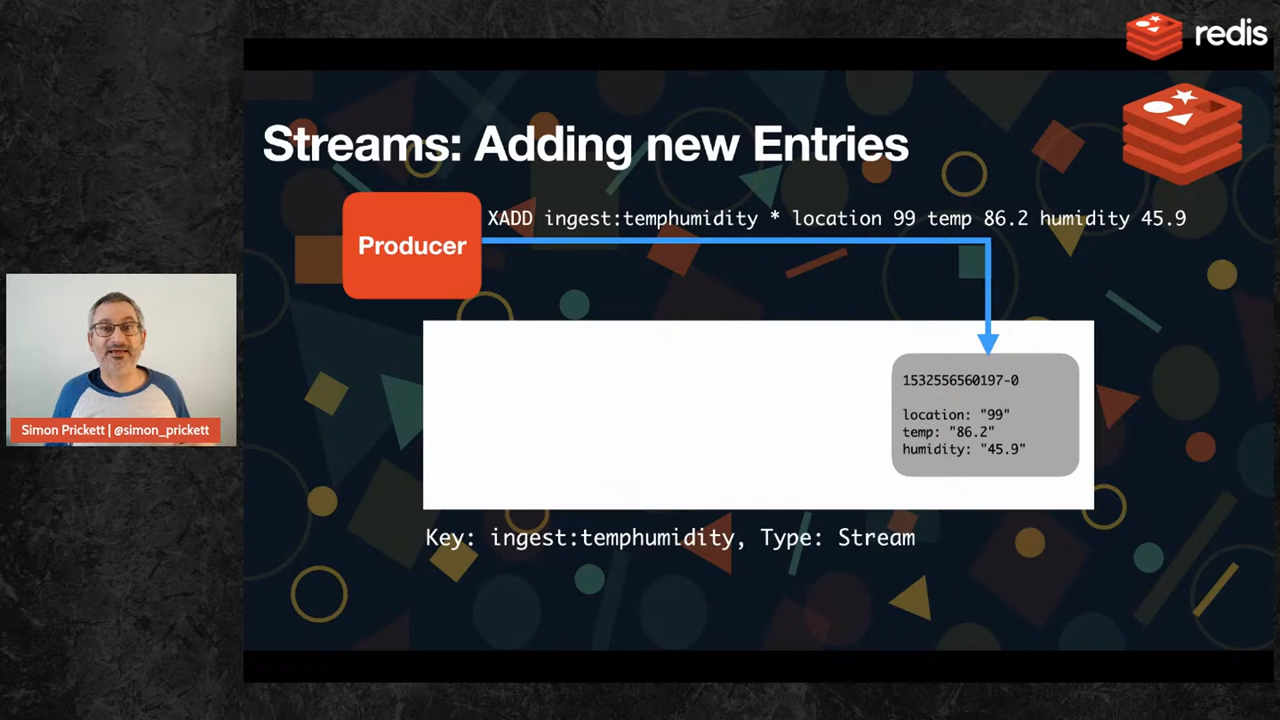 redis
Streams: Adding new Entries
Producer
XADD ingest:temphumidity * location 99 temp 86.2 humidity 45.9
1532556560197-0
location: "99"
temp: "86.2"
humidity: "45.9"
Key: ingest:temphumidity, Type: Stream
Simon Prickett | @simon_prickett